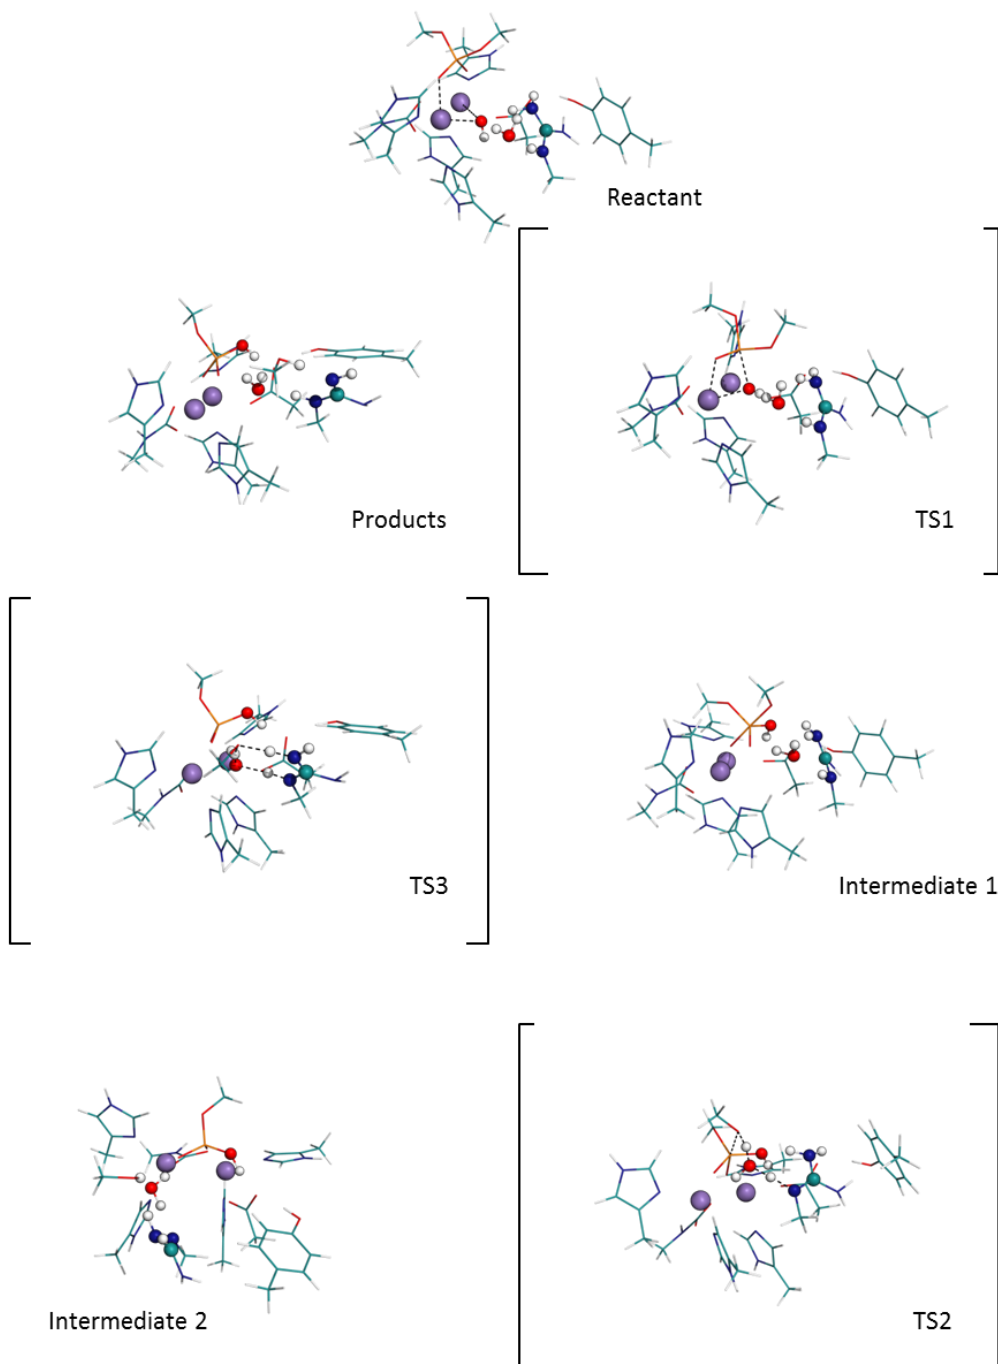 Reactant
Products
TS1
TS3
Intermediate 1
Intermediate 2
TS2